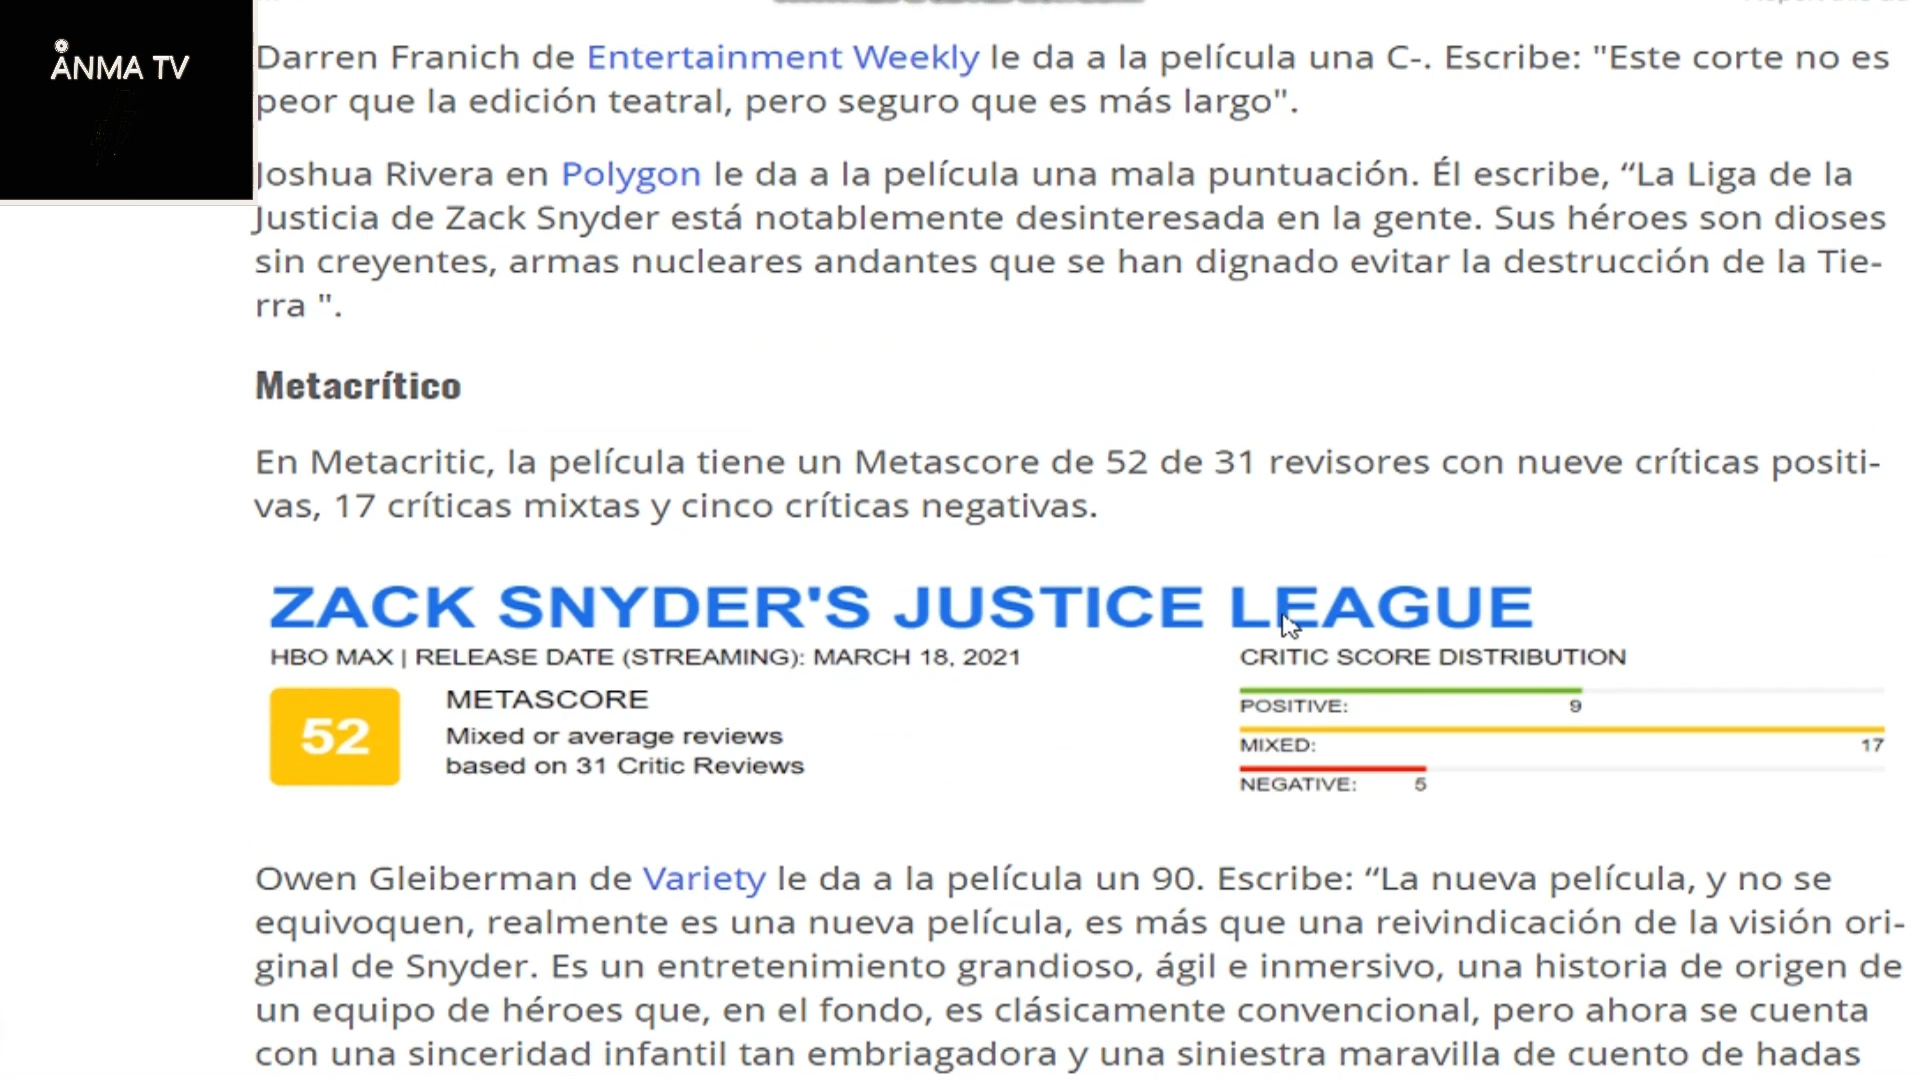 ANMA TV
Darren Franich de Entertainment Weekly le da a la película una C-. Escribe: "Este corte no es
peor que la edición teatral, pero seguro que es más largo".
Joshua Rivera en Polygon le da a la película una mala puntuación. Él escribe, “La Liga de la
Justicia de Zack Snyder está notablemente desinteresada en la gente. Sus héroes son dioses
sin creyentes, armas nucleares andantes que se han dignado evitar la destrucción de la Tie-
rra ".
Metacrítico
En Metacritic, la película tiene un Metascore de 52 de 31 revisores con nueve críticas positi-
vas, 17 críticas mixtas y cinco críticas negativas.
ZACK SNYDER'S JUSTICE LEAGUE
HBO MAX | RELEASE DATE (STREAMING): MARCH 18, 2021
52
METASCORE
Mixed or average reviews
based on 31 Critic Reviews
CRITIC SCORE DISTRIBUTION
POSITIVE: 9
MIXED: 17
NEGATIVE: 5
Owen Gleiberman de Variety le da a la película un 90. Escribe: “La nueva película, y no se
equivoquen, realmente es una nueva película, es más que una reivindicación de la visión ori-
ginal de Snyder. Es un entretenimiento grandioso, ágil e inmersivo, una historia de origen de
un equipo de héroes que, en el fondo, es clásicamente convencional, pero ahora se cuenta
con una sinceridad infantil tan embriagadora y una siniestra maravilla de cuento de hadas